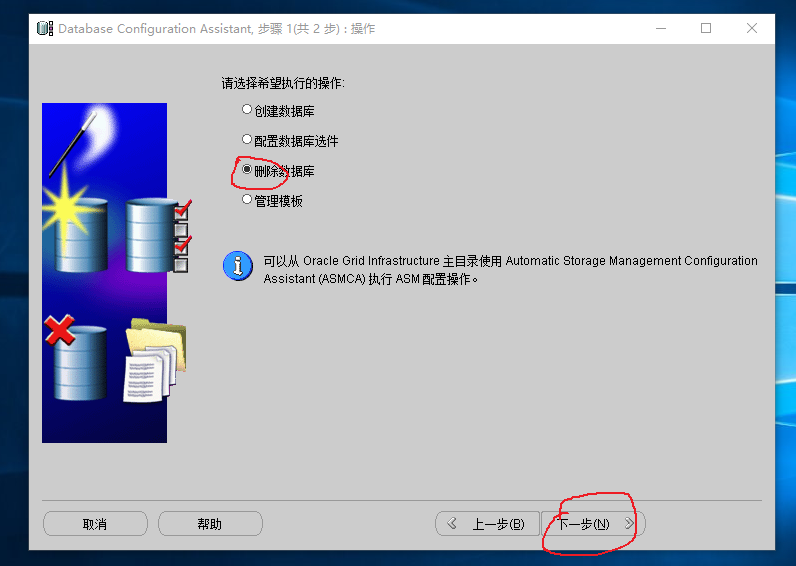 Database Configuration Assistant, 步骤 1(共 2 步) : 操作
请选择希望执行的操作:
创建数据库
配置数据库选件
删除数据库
管理模板
可以从 Oracle Grid Infrastructure 主目录使用 Automatic Storage Management Configuration
Assistant (ASMCA) 执行 ASM 配置操作。
取消
帮助
上一步(B)
下一步(N)